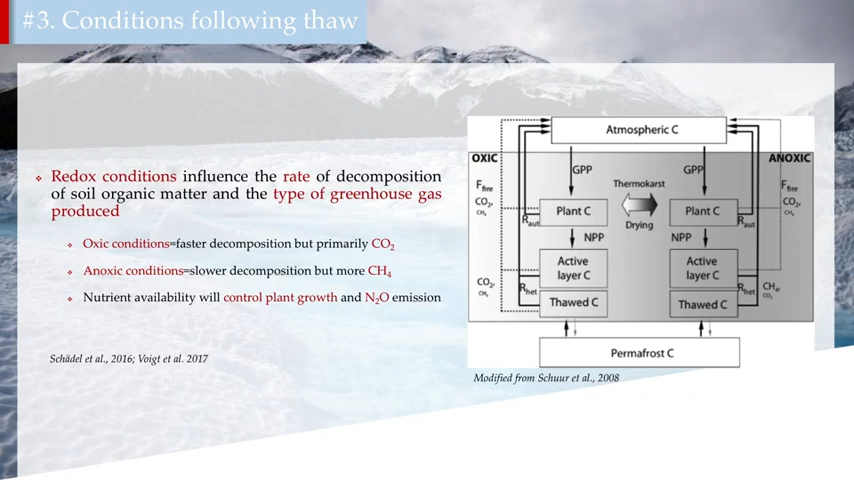 #3. Conditions following thaw
Redox conditions influence the rate of decomposition
of soil organic matter and the type of greenhouse gas
produced
Oxic conditions=faster decomposition but primarily CO₂
Anoxic conditions=slower decomposition but more CH₄
Nutrient availability will control plant growth and N₂O emission
Schädel et al., 2016; Voigt et al. 2017
Atmospheric C
OXIC
ANOXIC
GPP
GPP
Ffire
CO₂,
CH₄
Thermokarst
Drying
Ffire
CO₂,
CH₄
Plant C
Plant C
Raut
Raut
NPP
NPP
Active
layer C
Active
layer C
CO₂,
CH₄
Rhet
Rhet
CH₄,
CO₂
Thawed C
Thawed C
Permafrost C
Modified from Schuur et al., 2008